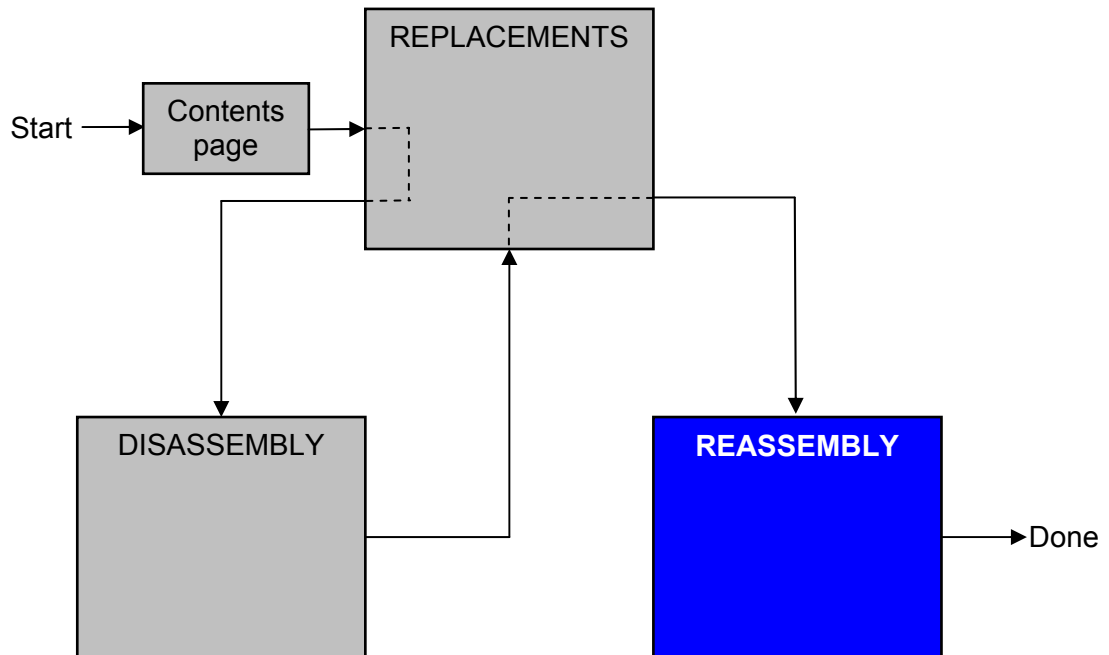 REPLACEMENTS
Start
Contents
page
DISASSEMBLY
REASSEMBLY
Done